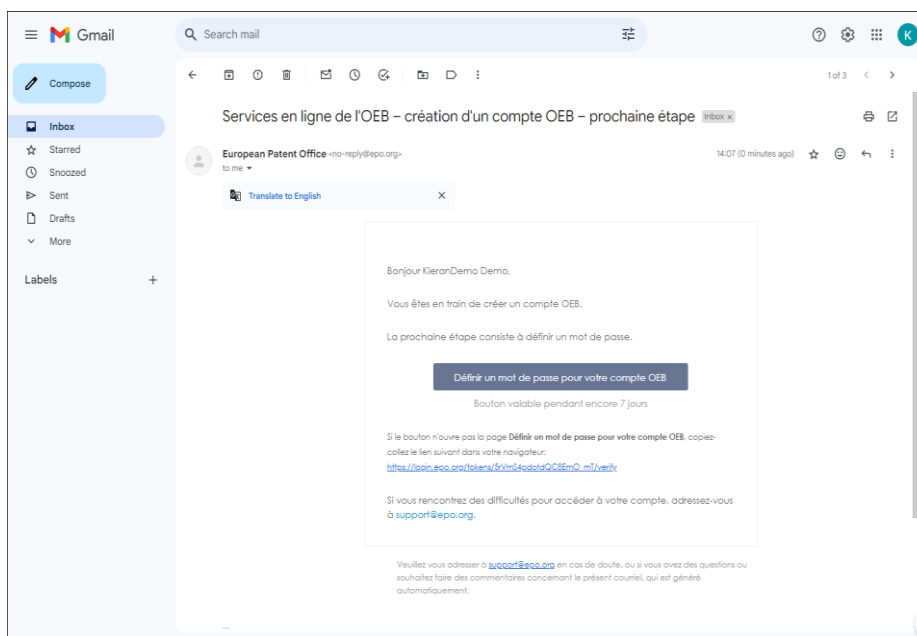 Gmail
Search mail
K
Compose
1 of 3
Inbox
Starred
Snoozed
Sent
Drafts
More
Labels
Services en ligne de l'OEB – création d'un compte OEB – prochaine étape Inbox x
European Patent Office <no-reply@epo.org>
14:07 (0 minutes ago)
to me
Translate to English
Bonjour KieranDemo Demo,
Vous êtes en train de créer un compte OEB.
La prochaine étape consiste à définir un mot de passe.
Définir un mot de passe pour votre compte OEB
Bouton valable pendant encore 7 jours
Si le bouton n'ouvre pas la page Définir un mot de passe pour votre compte OEB, copiez-
collez le lien suivant dans votre navigateur:
Si vous rencontrez des difficultés pour accéder à votre compte, adressez-vous
à support@epo.org.
Veuillez vous adresser à support@epo.org en cas de doute, ou si vous avez des questions ou
souhaitez faire des commentaires concernant le présent courriel, qui est généré
automatiquement.